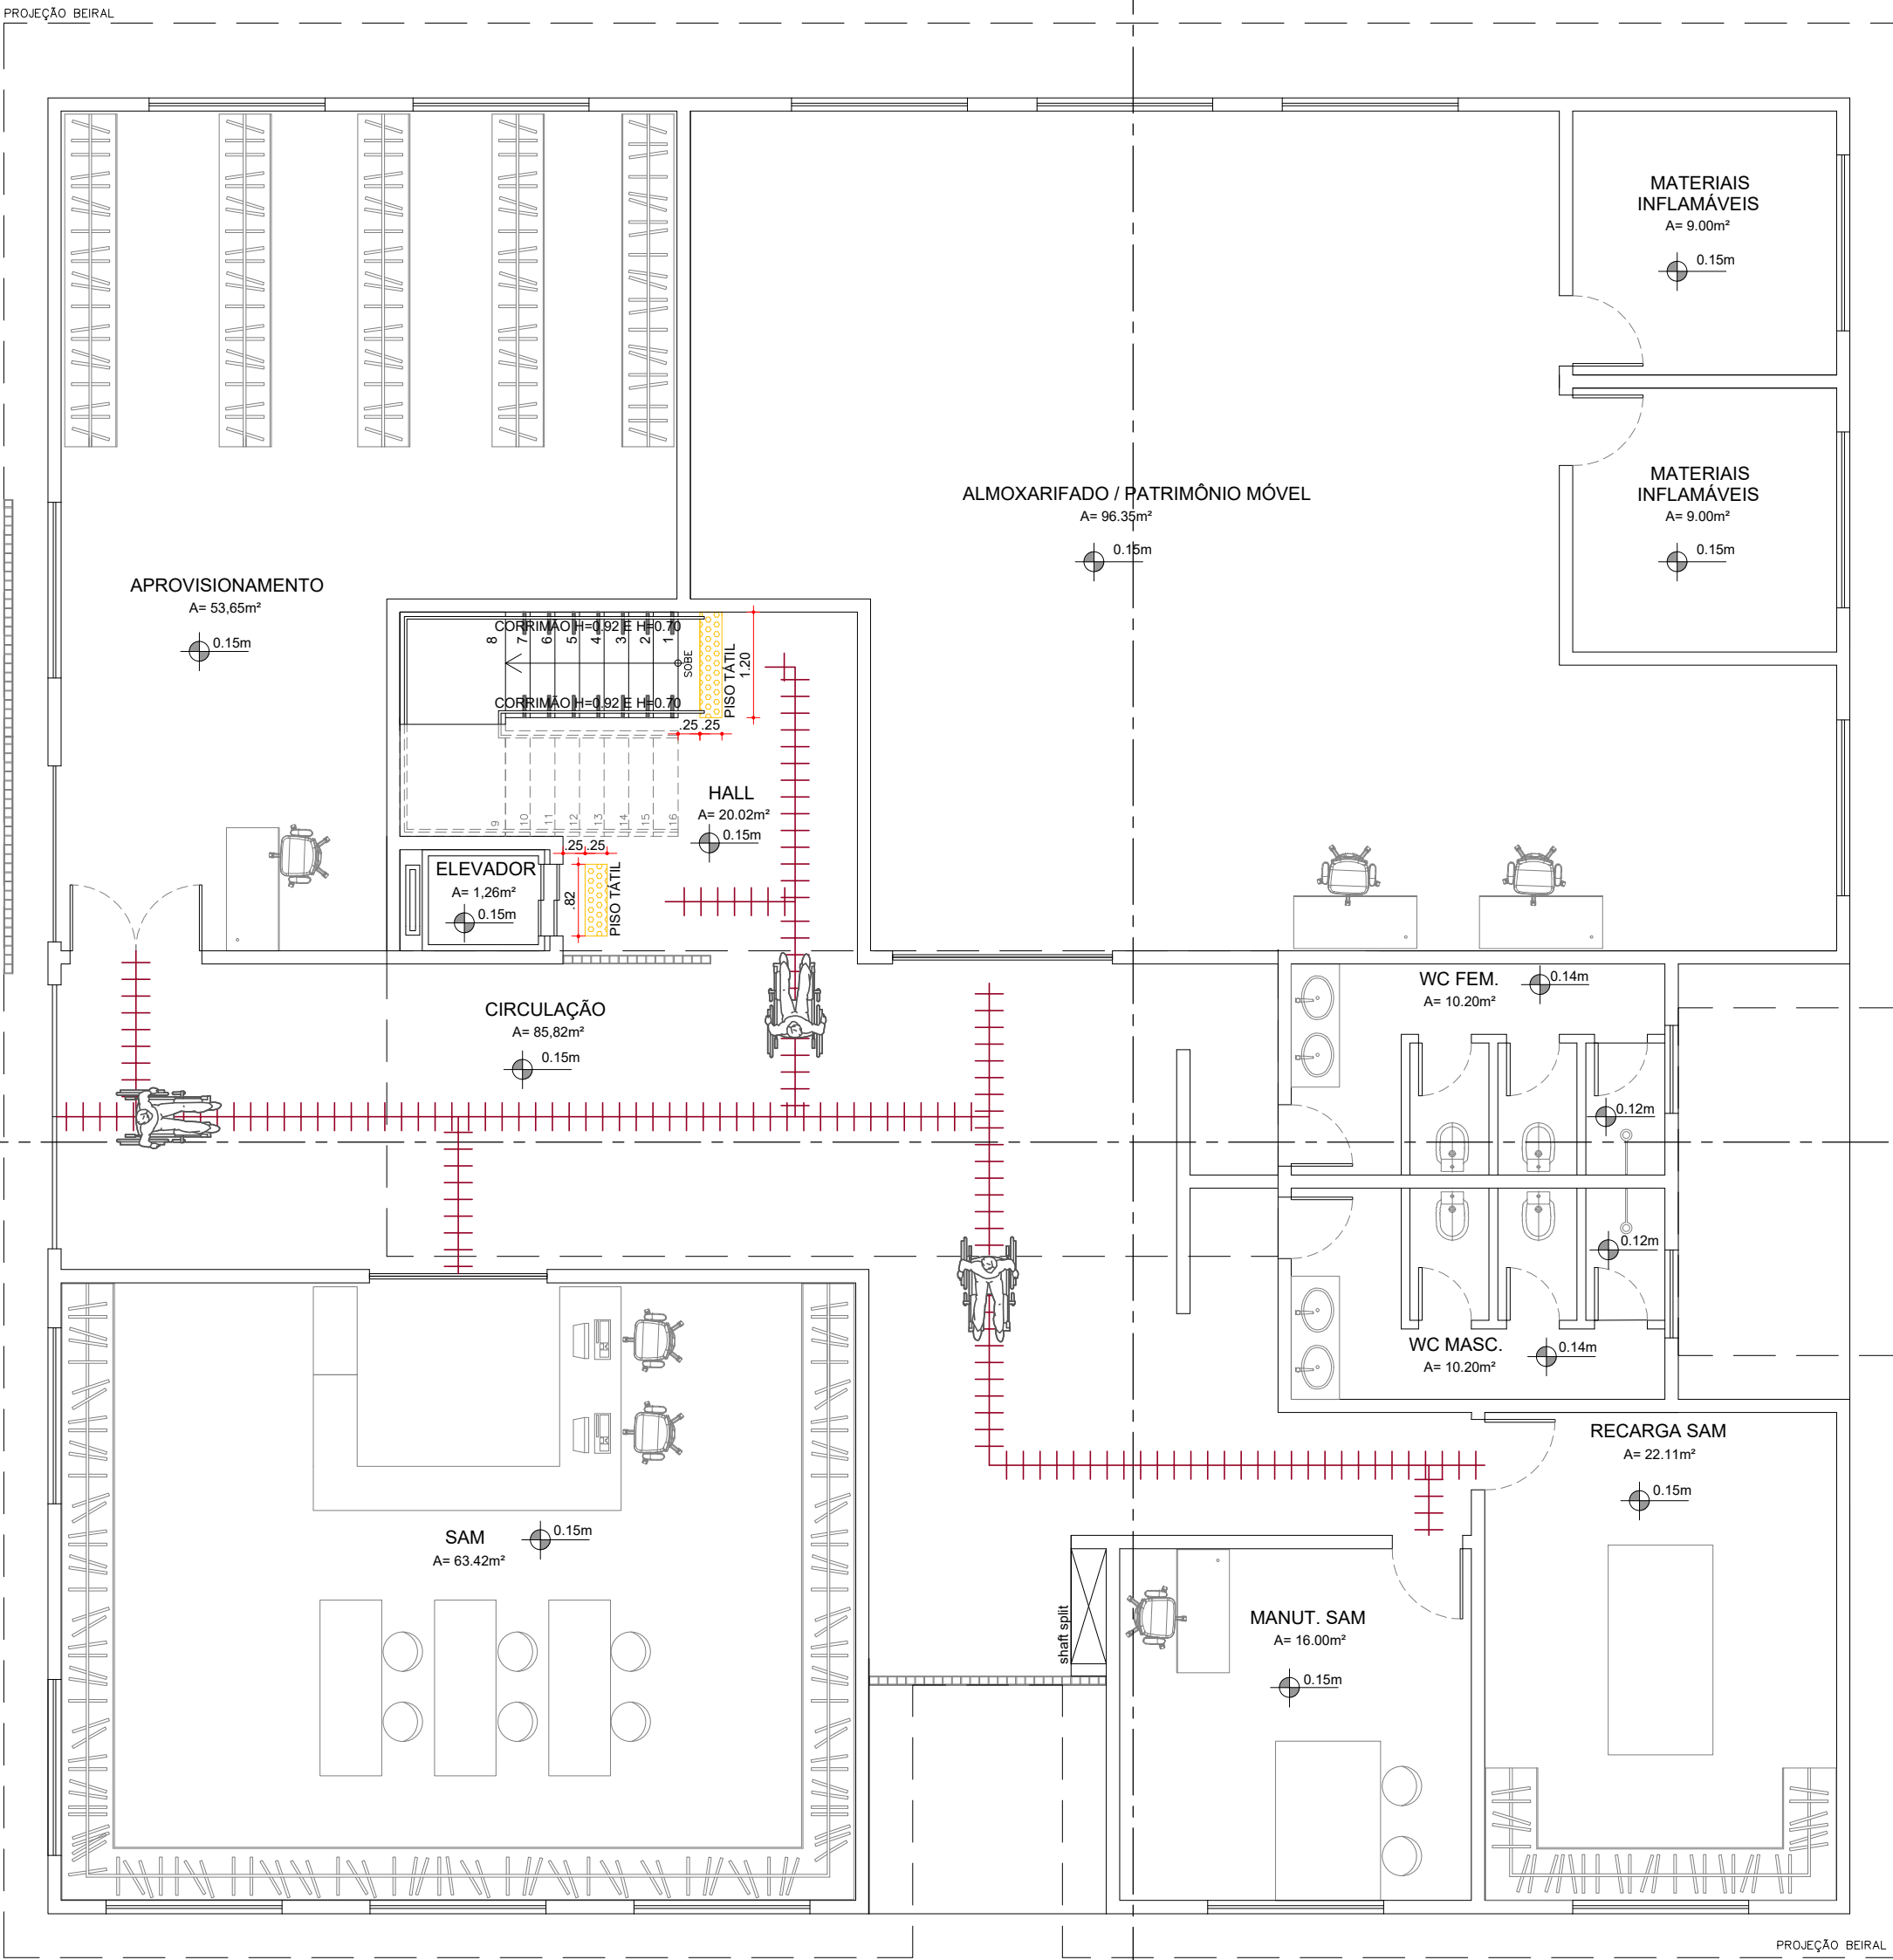 PROJEÇÃO BEIRAL
MATERIAIS
INFLAMÁVEIS
A= 9.00m²
0.15m
ALMOXARIFADO / PATRIMÔNIO MÓVEL
A= 96.35m²
0.15m
MATERIAIS
INFLAMÁVEIS
A= 9.00m²
0.15m
APROVISIONAMENTO
A= 53,65m²
0.15m
CORRIMÃO H=0.92 E H=0.70
8
7
6
5
4
3
2
1
SOBE
PISO TÁTIL
1.20
CORRIMÃO H=0.92 E H=0.70
.25
.25
HALL
A= 20.02m²
0.15m
9
10
11
12
13
14
15
16
.25
.25
ELEVADOR
A= 1,26m²
0.15m
.82
PISO TÁTIL
CIRCULAÇÃO
A= 85,82m²
0.15m
WC FEM.
A= 10.20m²
0.14m
0.12m
0.12m
WC MASC.
A= 10.20m²
0.14m
RECARGA SAM
A= 22.11m²
0.15m
SAM
A= 63.42m²
0.15m
shaft split
MANUT. SAM
A= 16.00m²
0.15m
PROJEÇÃO BEIRAL